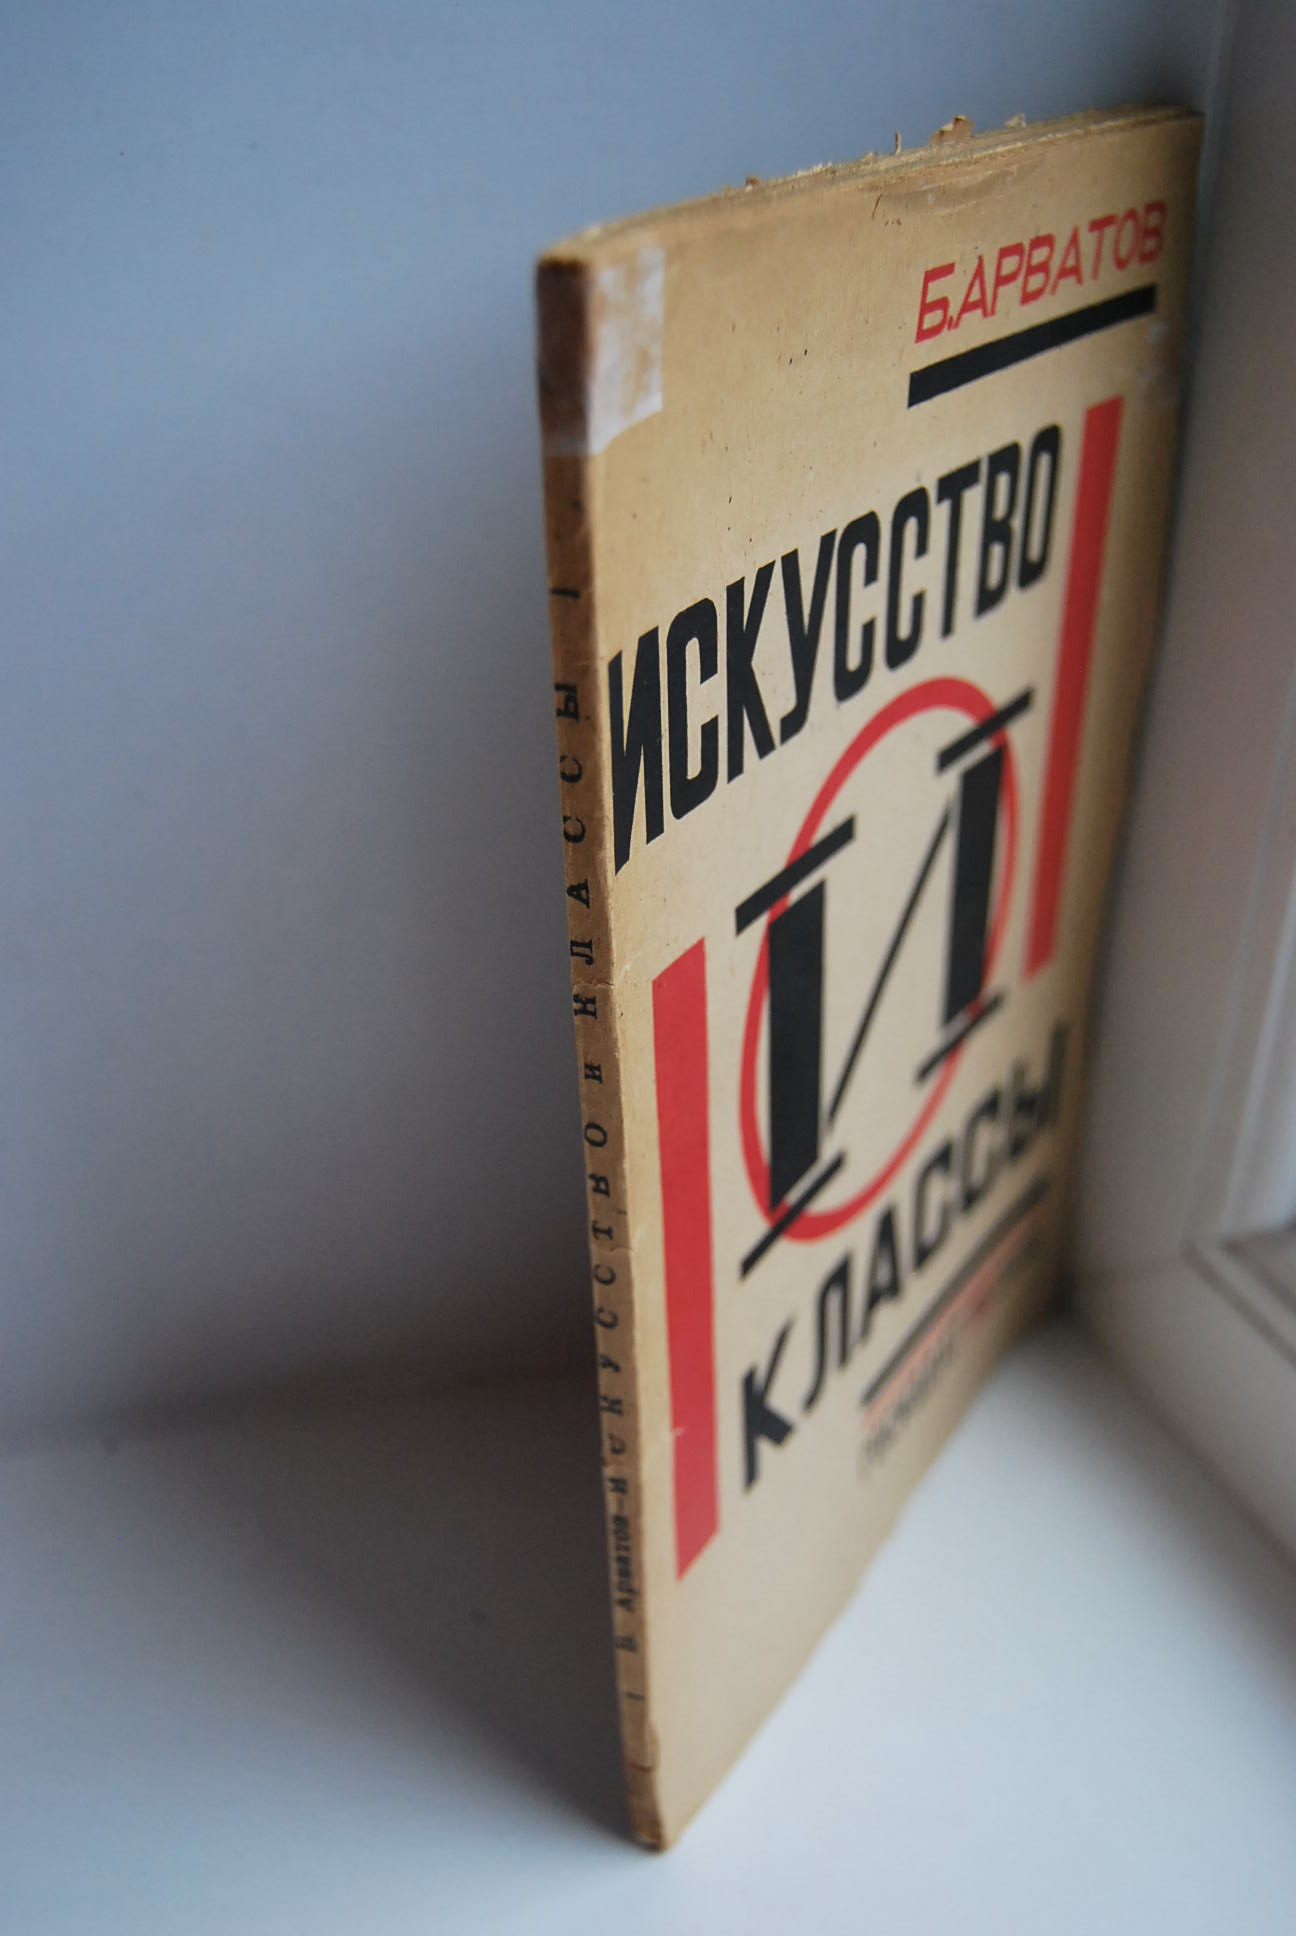 Б.АРВАТОВ
ИСКУССТВО
И
КЛАССЫ
Б. Арватов—ИСКУССТВО и КЛАССЫ